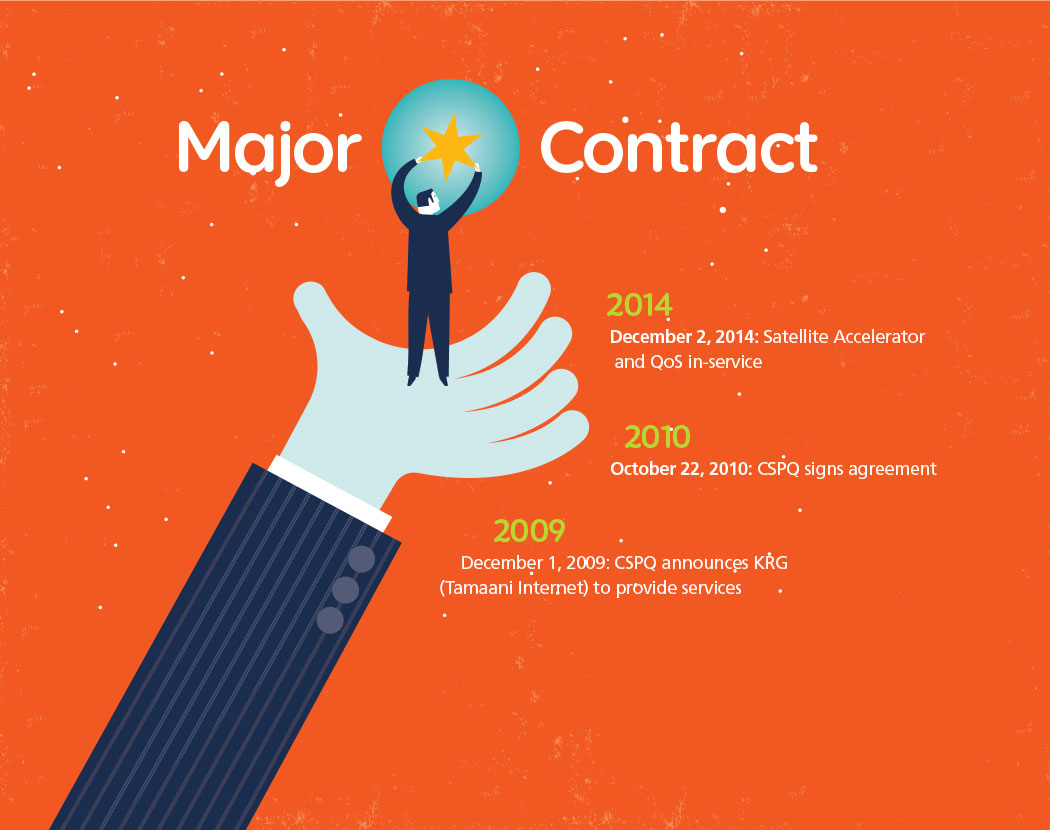 Major Contract
2014
December 2, 2014: Satellite Accelerator
and QoS in-service
2010
October 22, 2010: CSPQ signs agreement
2009
December 1, 2009: CSPQ announces KRG
(Tamaani Internet) to provide services